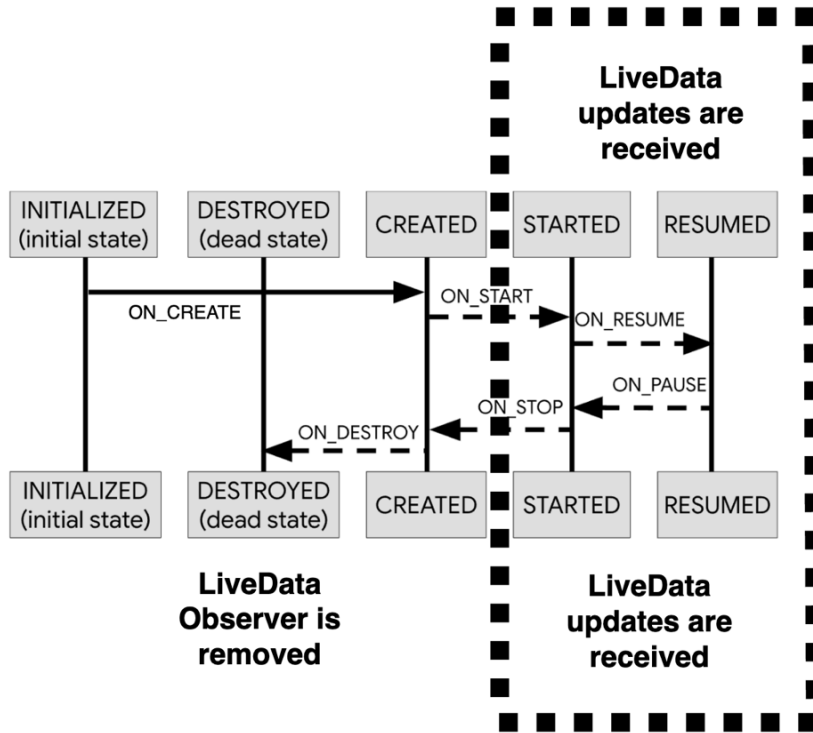 LiveData
updates are
received
INITIALIZED
(initial state)
DESTROYED
(dead state)
CREATED
STARTED
RESUMED
ON_CREATE
ON_START
ON_RESUME
ON_PAUSE
ON_STOP
ON_DESTROY
INITIALIZED
(initial state)
DESTROYED
(dead state)
CREATED
STARTED
RESUMED
LiveData
Observer is
removed
LiveData
updates are
received